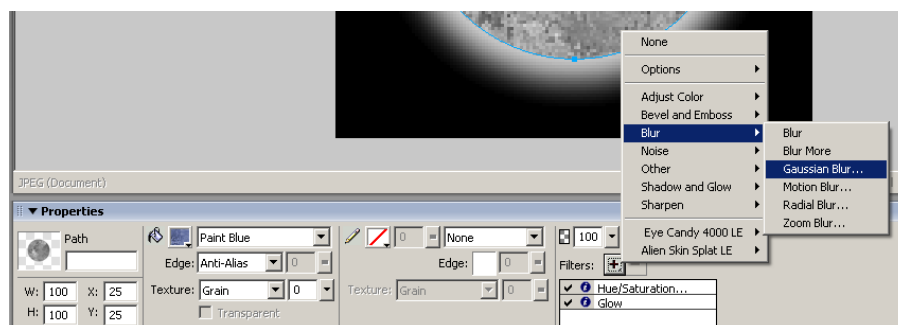 None
Options
Adjust Color
Bevel and Emboss
Blur
Noise
Other
Shadow and Glow
Sharpen
Eye Candy 4000 LE
Alien Skin Splat LE
Blur
Blur More
Gaussian Blur...
Motion Blur...
Radial Blur...
Zoom Blur...
JPEG (Document)
Properties
Path
W: 100 X: 25
H: 100 Y: 25
Paint Blue
Edge: Anti-Alias 0
Texture: Grain 0
Transparent
0 None
Edge: 0
Texture: Grain 0
100
Filters:
Hue/Saturation...
Glow